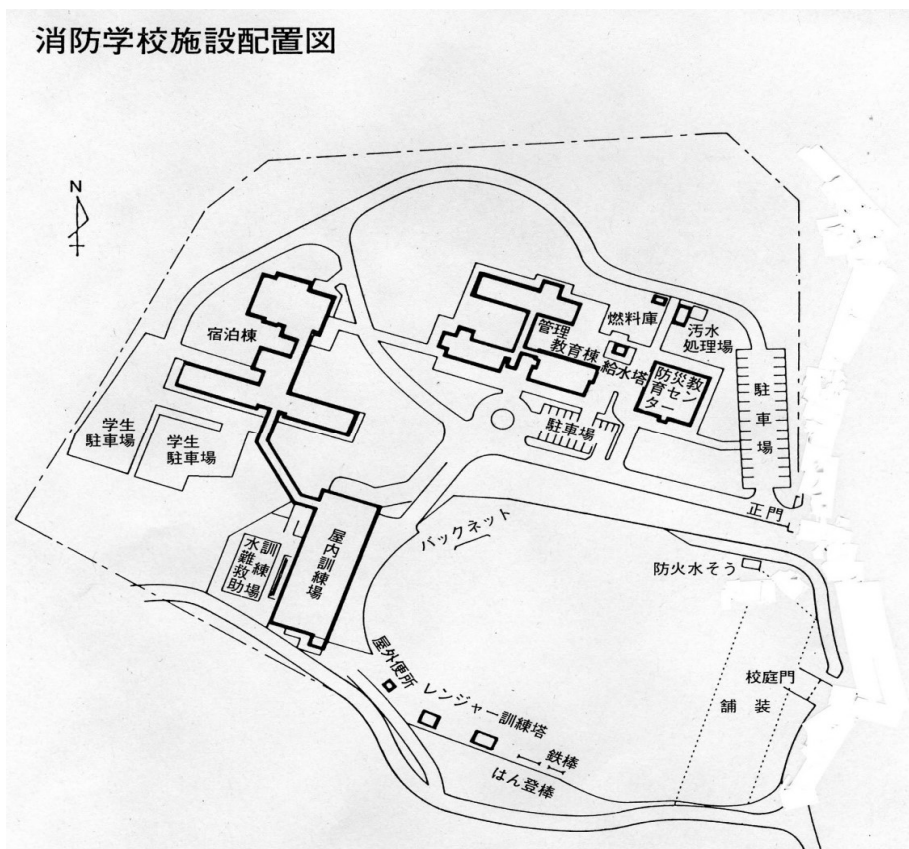 消防学校施設配置図
N
宿泊棟
管理
教育棟
燃料庫
汚水
処理場
給水塔
防災教
育セン
ター
駐車場
駐車場
学生
駐車場
学生
駐車場
正門
バックネット
水難救助
訓練場
屋内訓練場
防火水そう
屋外便所
レンジャー訓練塔
校庭門
舗装
鉄棒
はん登棒